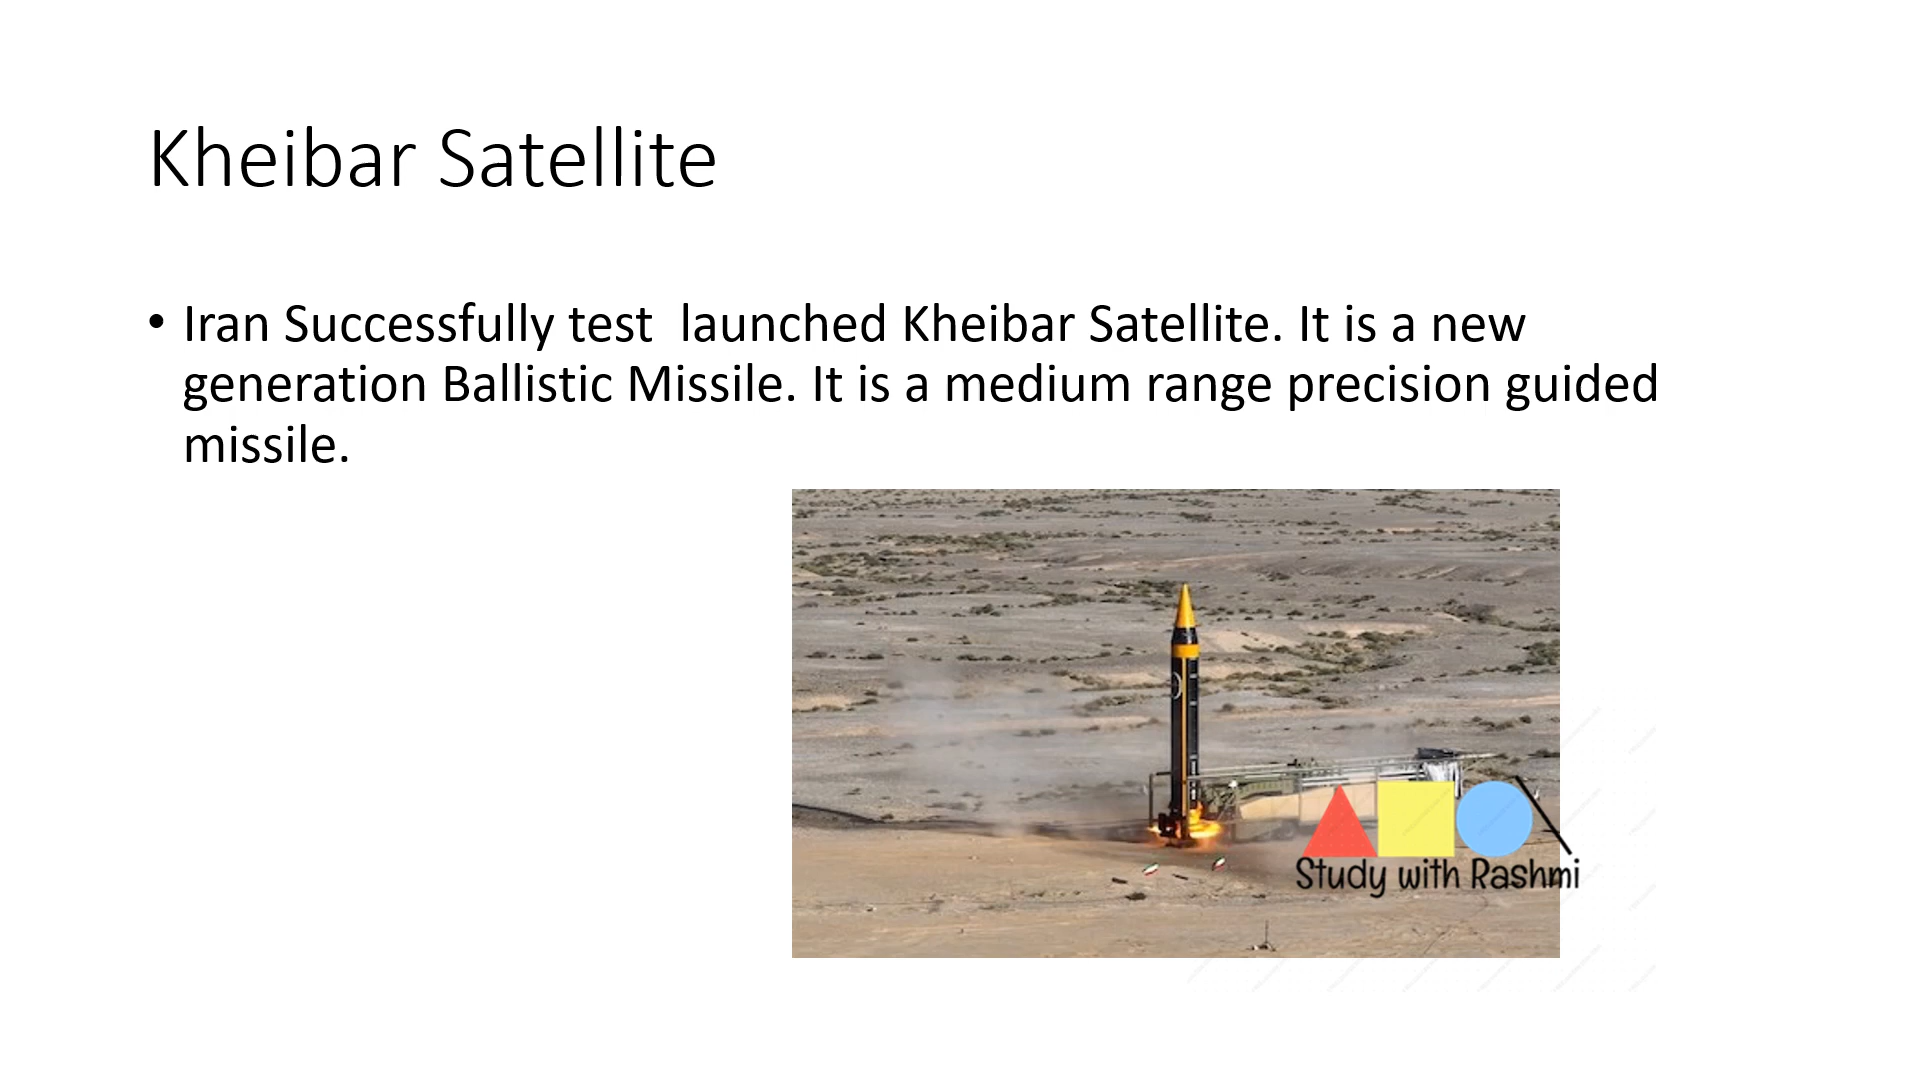 Kheibar Satellite
• Iran Successfully test  launched Kheibar Satellite. It is a new
generation Ballistic Missile. It is a medium range precision guided
missile.
Study with Rashmi